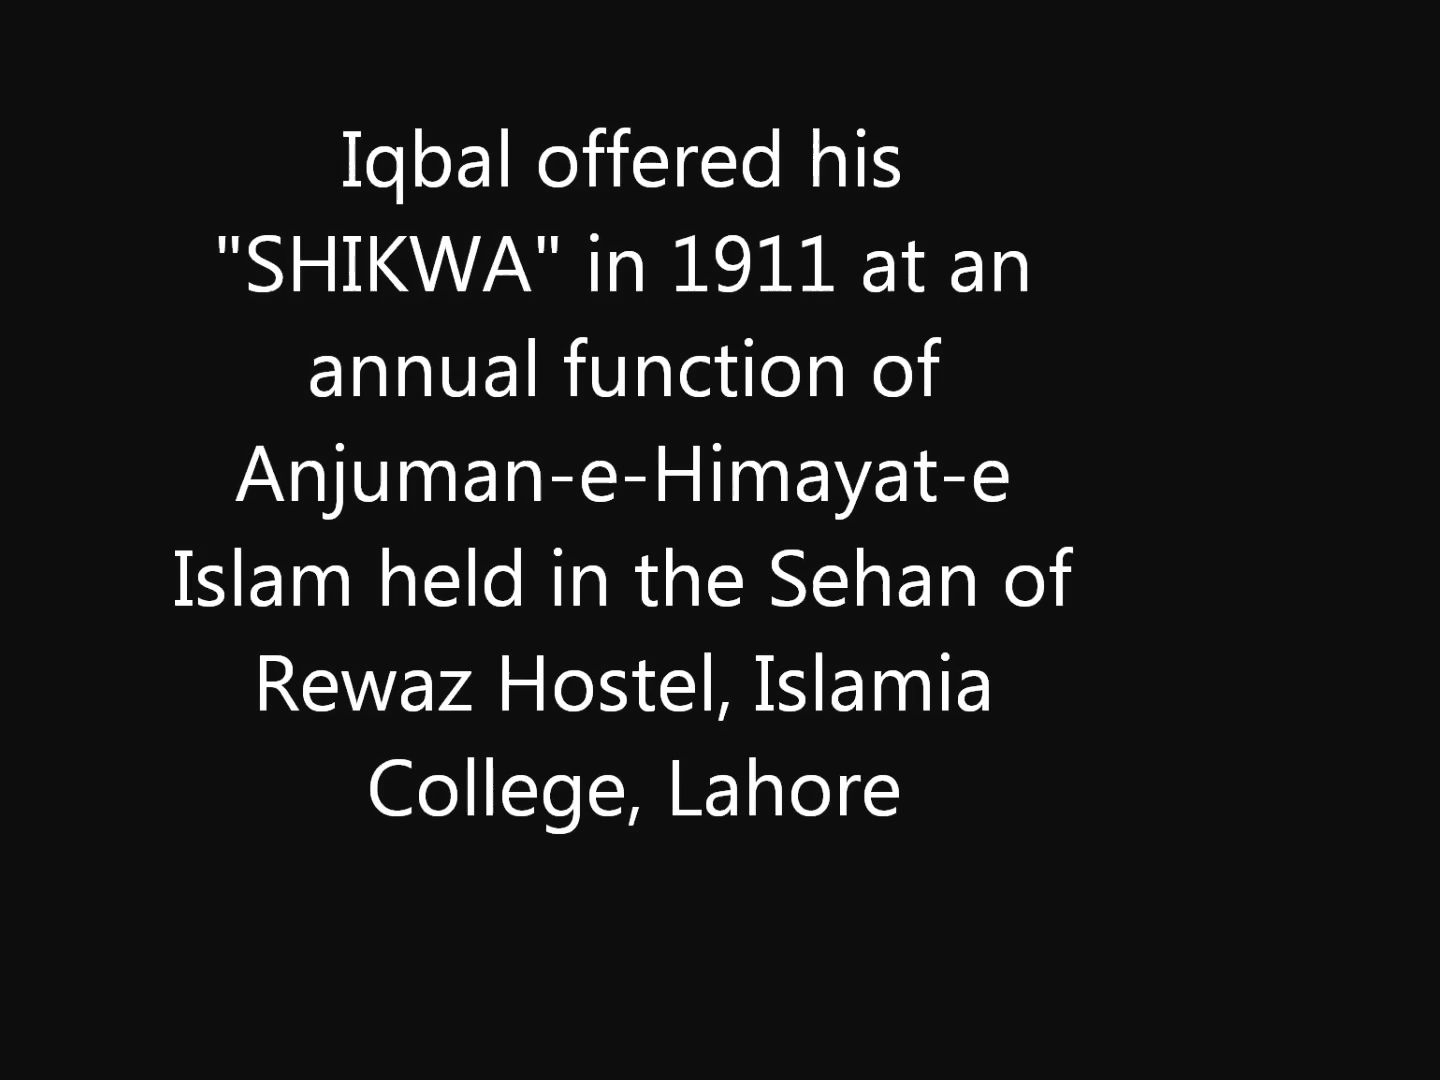 Iqbal offered his
"SHIKWA" in 1911 at an
annual function of
Anjuman-e-Himayat-e
Islam held in the Sehan of
Rewaz Hostel, Islamia
College, Lahore